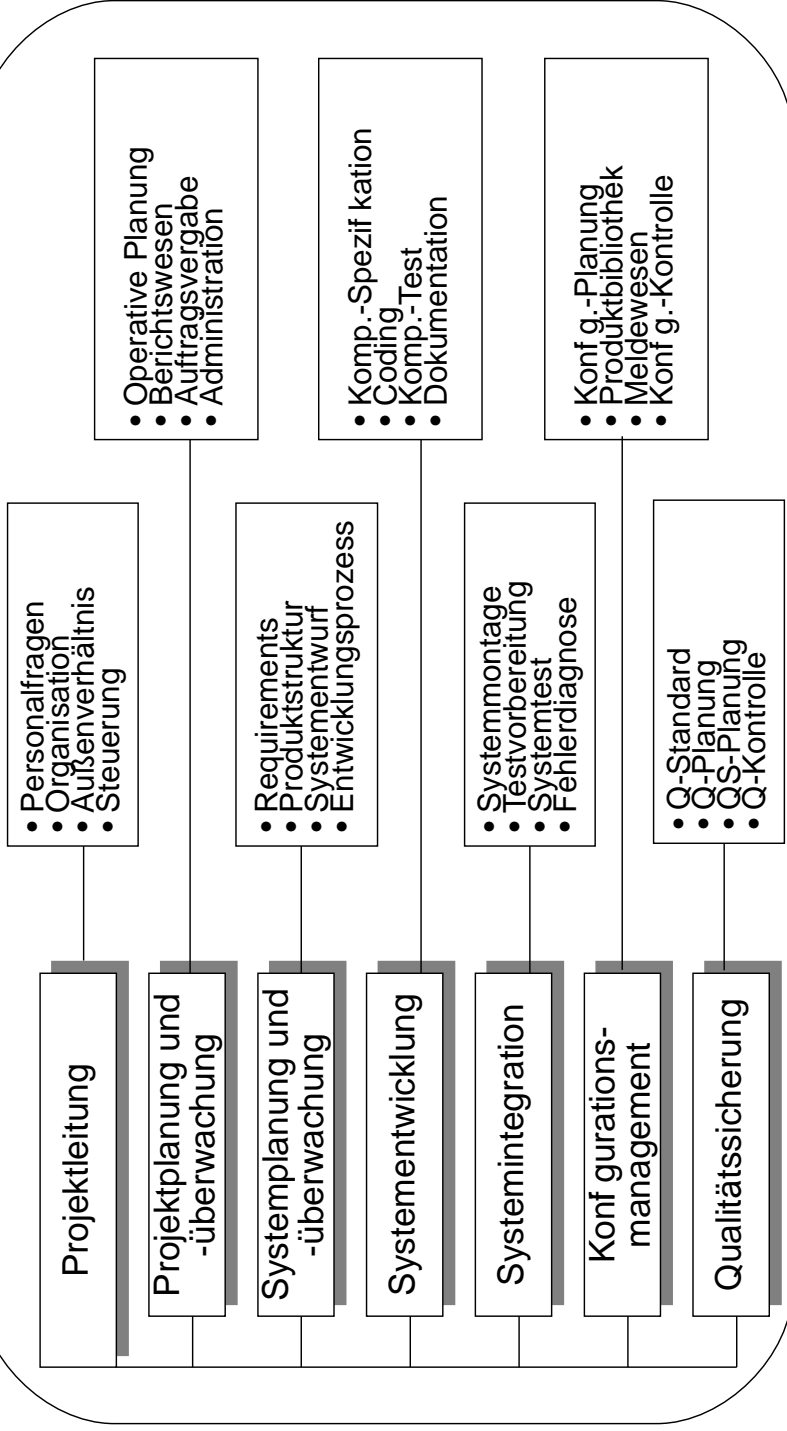 Projektleitung
• Personalfragen
• Organisation
• Außenverhältnis
• Steuerung
Projektplanung und
-überwachung
• Operative Planung
• Berichtswesen
• Auftragsvergabe
• Administration
Systemplanung und
-überwachung
• Requirements
• Produktstruktur
• Systementwurf
• Entwicklungsprozess
Systementwicklung
• Komp.-Spezif kation
• Coding
• Komp.-Test
• Dokumentation
Systemintegration
• Systemmontage
• Testvorbereitung
• Systemtest
• Fehlerdiagnose
Konf gurations-
management
• Konf g.-Planung
• Produktbibliothek
• Meldewesen
• Konf g.-Kontrolle
Qualitätssicherung
• Q-Standard
• Q-Planung
• QS-Planung
• Q-Kontrolle